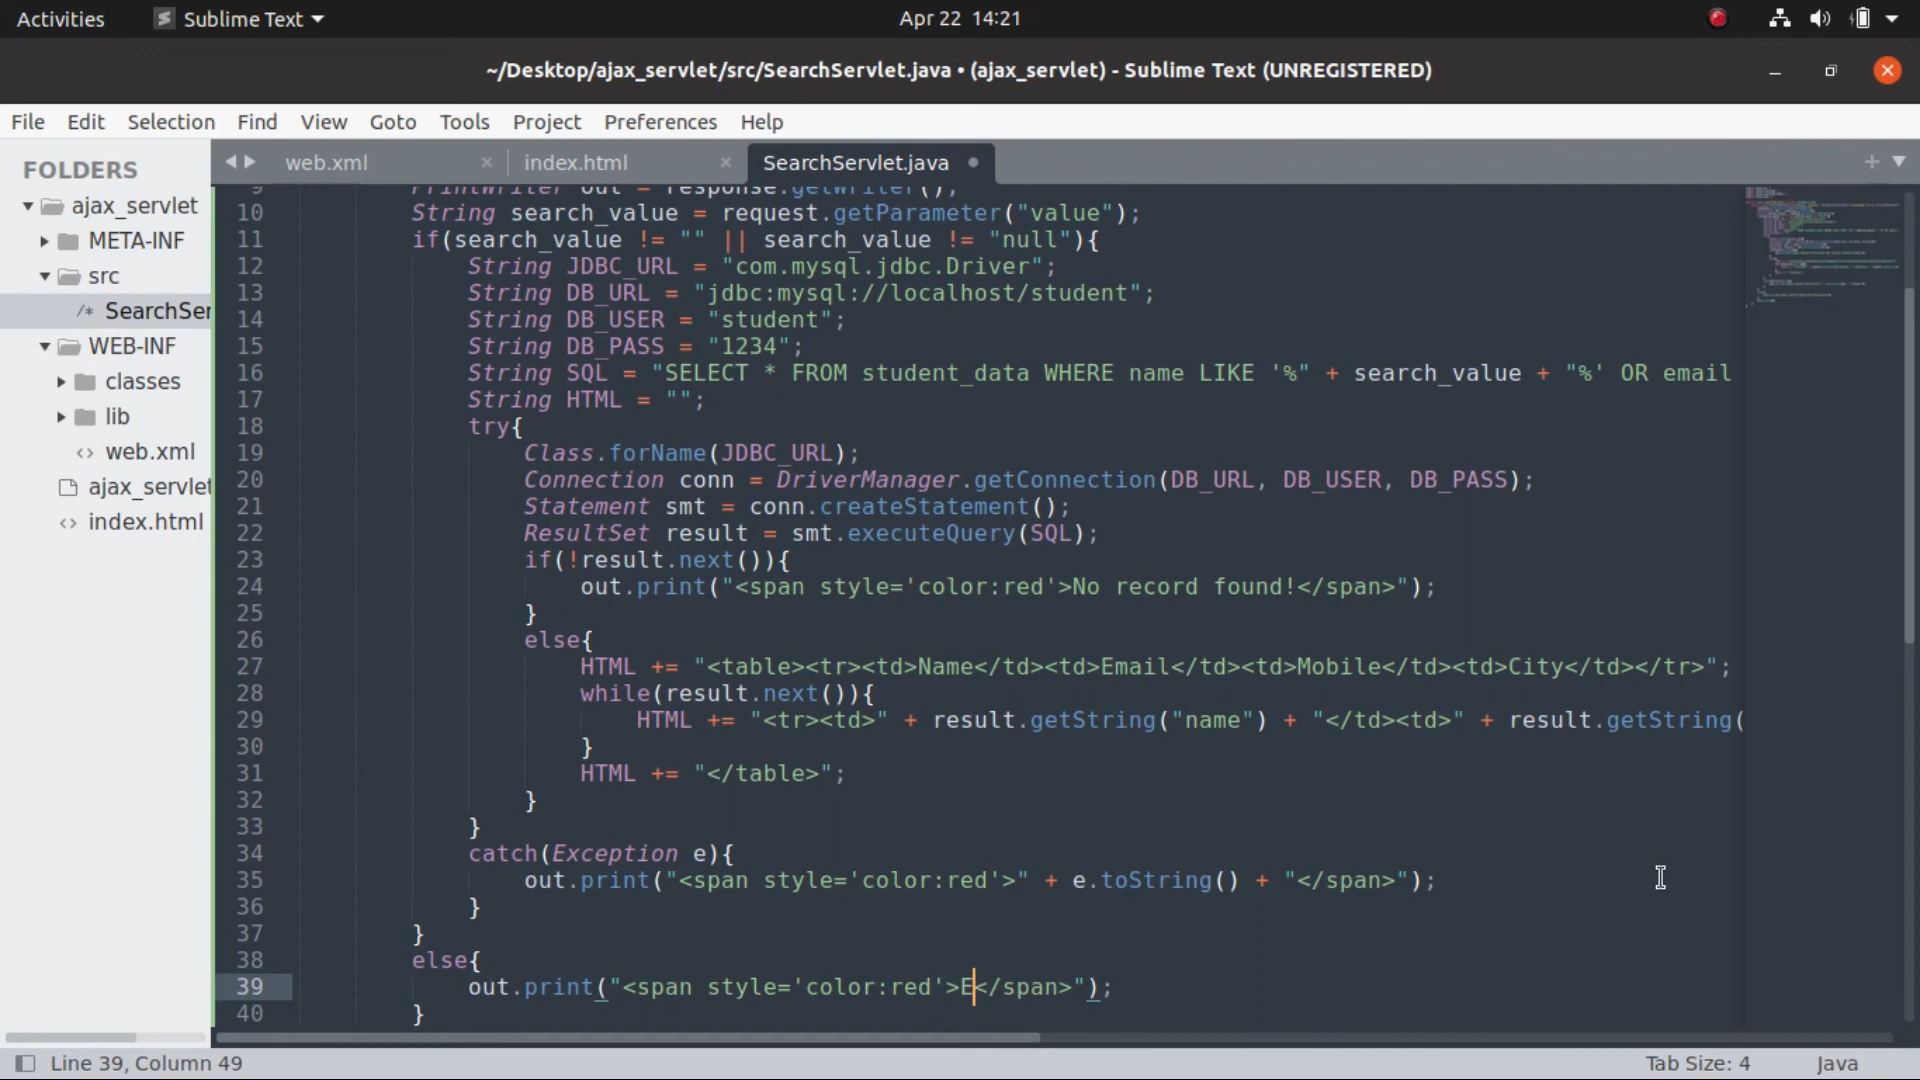 Activities Sublime Text Apr 22 14:21
~/Desktop/ajax_servlet/src/SearchServlet.java • (ajax_servlet) - Sublime Text (UNREGISTERED)
File Edit Selection Find View Goto Tools Project Preferences Help
FOLDERS
ajax_servlet
META-INF
src
/* SearchSer
WEB-INF
classes
lib
<> web.xml
ajax_servlet
<> index.html
web.xml × index.html × SearchServlet.java
9 PrintWriter out = response.getWriter();
10 String search_value = request.getParameter("value");
11 if(search_value != "" || search_value != "null"){
12 String JDBC_URL = "com.mysql.jdbc.Driver";
13 String DB_URL = "jdbc:mysql://localhost/student";
14 String DB_USER = "student";
15 String DB_PASS = "1234";
16 String SQL = "SELECT * FROM student_data WHERE name LIKE '%" + search_value + "%' OR email
17 String HTML = "";
18 try{
19 Class.forName(JDBC_URL);
20 Connection conn = DriverManager.getConnection(DB_URL, DB_USER, DB_PASS);
21 Statement smt = conn.createStatement();
22 ResultSet result = smt.executeQuery(SQL);
23 if(!result.next()){
24 out.print("<span style='color:red'>No record found!</span>");
25 }
26 else{
27 HTML += "<table><tr><td>Name</td><td>Email</td><td>Mobile</td><td>City</td></tr>";
28 while(result.next()){
29 HTML += "<tr><td>" + result.getString("name") + "</td><td>" + result.getString(
30 }
31 HTML += "</table>";
32 }
33 }
34 catch(Exception e){
35 out.print("<span style='color:red'>" + e.toString() + "</span>");
36 }
37 }
38 else{
39 out.print("<span style='color:red'>E</span>");
40 }
Line 39, Column 49 Tab Size: 4 Java